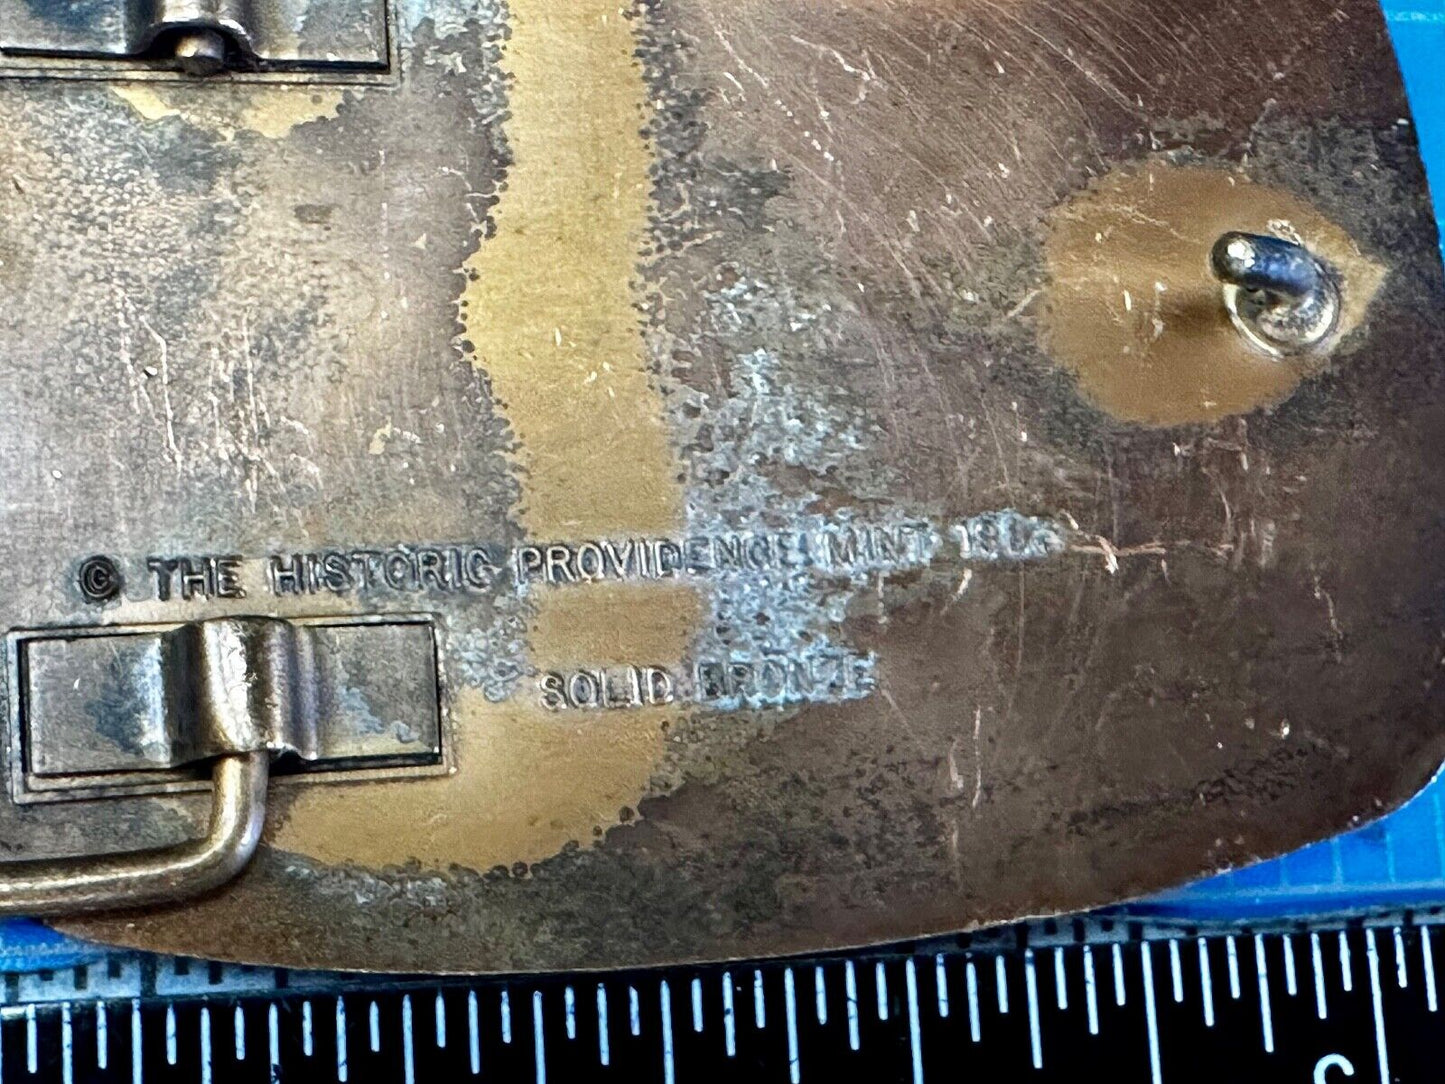 © THE HISTORIC PROVIDENCE MINT
SOLID BRONZE